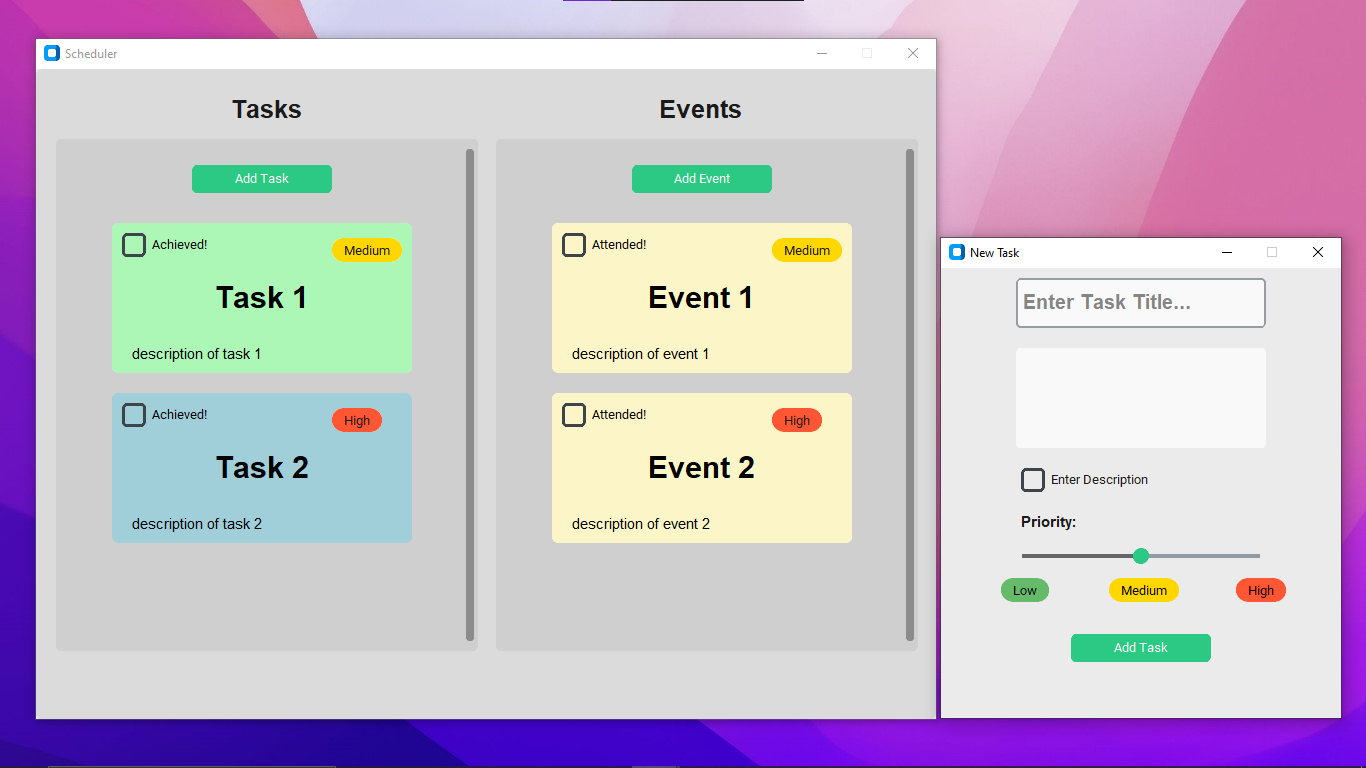 Scheduler
Tasks
Add Task
Achieved!
Medium
Task 1
description of task 1
Achieved!
High
Task 2
description of task 2
Events
Add Event
Attended!
Medium
Event 1
description of event 1
Attended!
High
Event 2
description of event 2
New Task
Enter Task Title...
Enter Description
Priority:
Low
Medium
High
Add Task